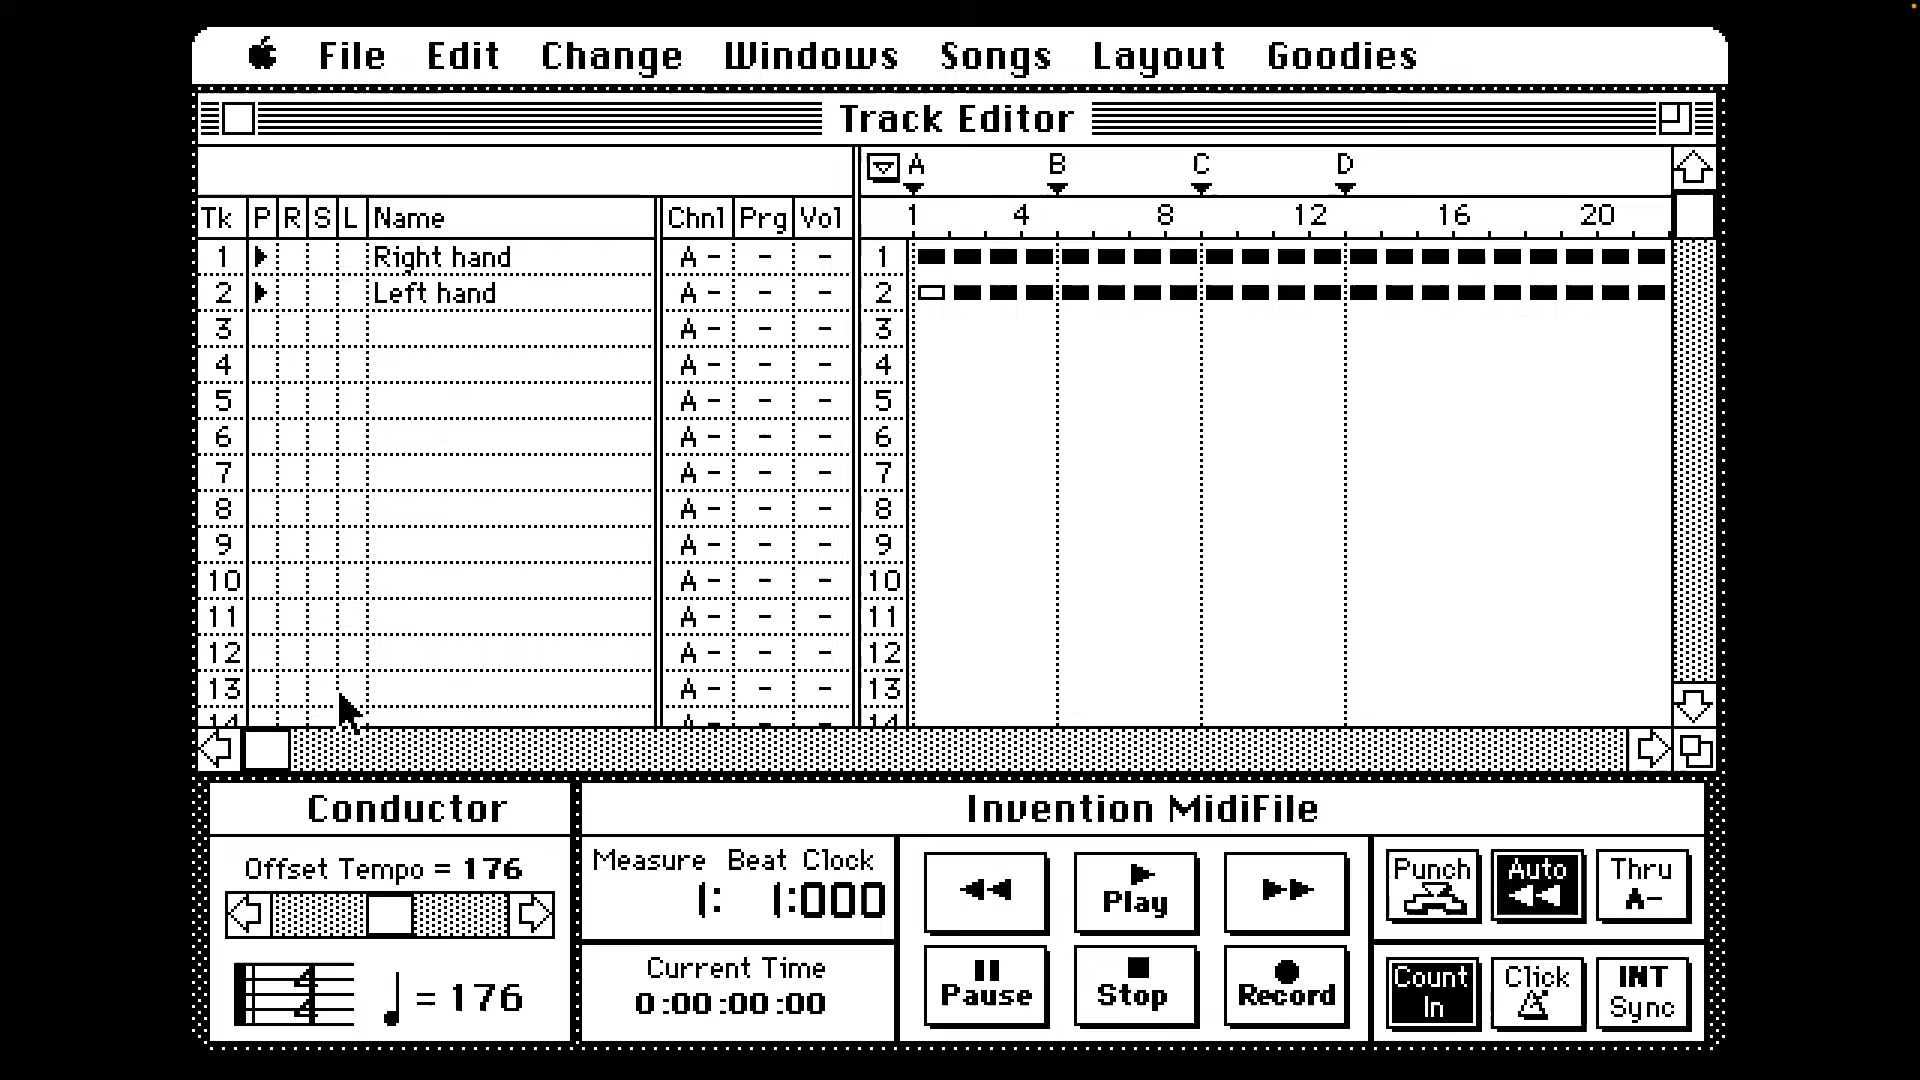 File Edit Change Windows Songs Layout Goodies
Track Editor
A B C D
Tk P R S L Name Chnl Prg Vol 1 4 8 12 16 20
1 Right hand A - - - 1
2 Left hand A - - - 2
3 A - - - 3
4 A - - - 4
5 A - - - 5
6 A - - - 6
7 A - - - 7
8 A - - - 8
9 A - - - 9
10 A - - - 10
11 A - - - 11
12 A - - - 12
13 A - - - 13
14 A - - - 14
Conductor
Offset Tempo = 176
4
4
= 176
Invention MidiFile
Measure Beat Clock
1: 1:000
Current Time
0:00:00:00
Play
Pause Stop Record
Punch Auto Thru
A-
Count In
Click
INT Sync